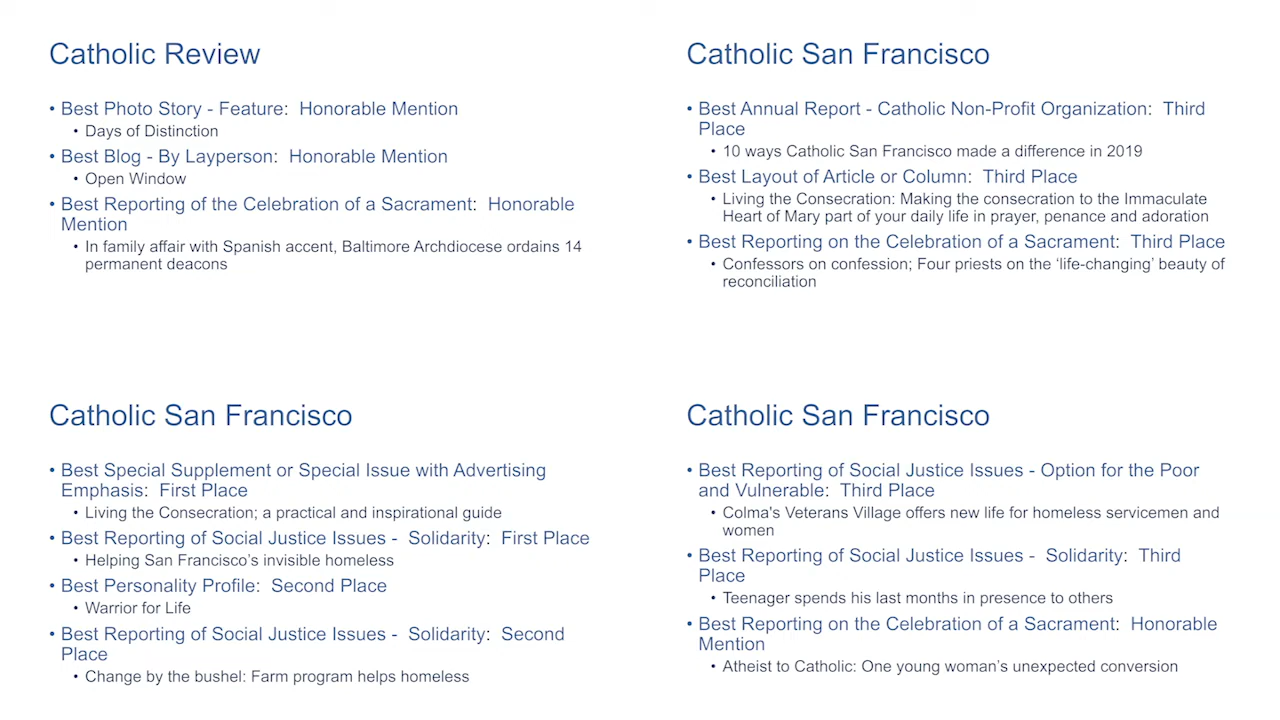 Catholic Review
• Best Photo Story - Feature:  Honorable Mention
• Days of Distinction
• Best Blog - By Layperson:  Honorable Mention
• Open Window
• Best Reporting of the Celebration of a Sacrament:  Honorable
Mention
• In family affair with Spanish accent, Baltimore Archdiocese ordains 14
permanent deacons
Catholic San Francisco
• Best Annual Report - Catholic Non-Profit Organization:  Third
Place
• 10 ways Catholic San Francisco made a difference in 2019
• Best Layout of Article or Column:  Third Place
• Living the Consecration: Making the consecration to the Immaculate
Heart of Mary part of your daily life in prayer, penance and adoration
• Best Reporting on the Celebration of a Sacrament:  Third Place
• Confessors on confession; Four priests on the ‘life-changing’ beauty of
reconciliation
Catholic San Francisco
• Best Special Supplement or Special Issue with Advertising
Emphasis:  First Place
• Living the Consecration; a practical and inspirational guide
• Best Reporting of Social Justice Issues -  Solidarity:  First Place
• Helping San Francisco’s invisible homeless
• Best Personality Profile:  Second Place
• Warrior for Life
• Best Reporting of Social Justice Issues -  Solidarity:  Second
Place
• Change by the bushel: Farm program helps homeless
Catholic San Francisco
• Best Reporting of Social Justice Issues - Option for the Poor
and Vulnerable:  Third Place
• Colma's Veterans Village offers new life for homeless servicemen and
women
• Best Reporting of Social Justice Issues -  Solidarity:  Third
Place
• Teenager spends his last months in presence to others
• Best Reporting on the Celebration of a Sacrament:  Honorable
Mention
• Atheist to Catholic: One young woman’s unexpected conversion